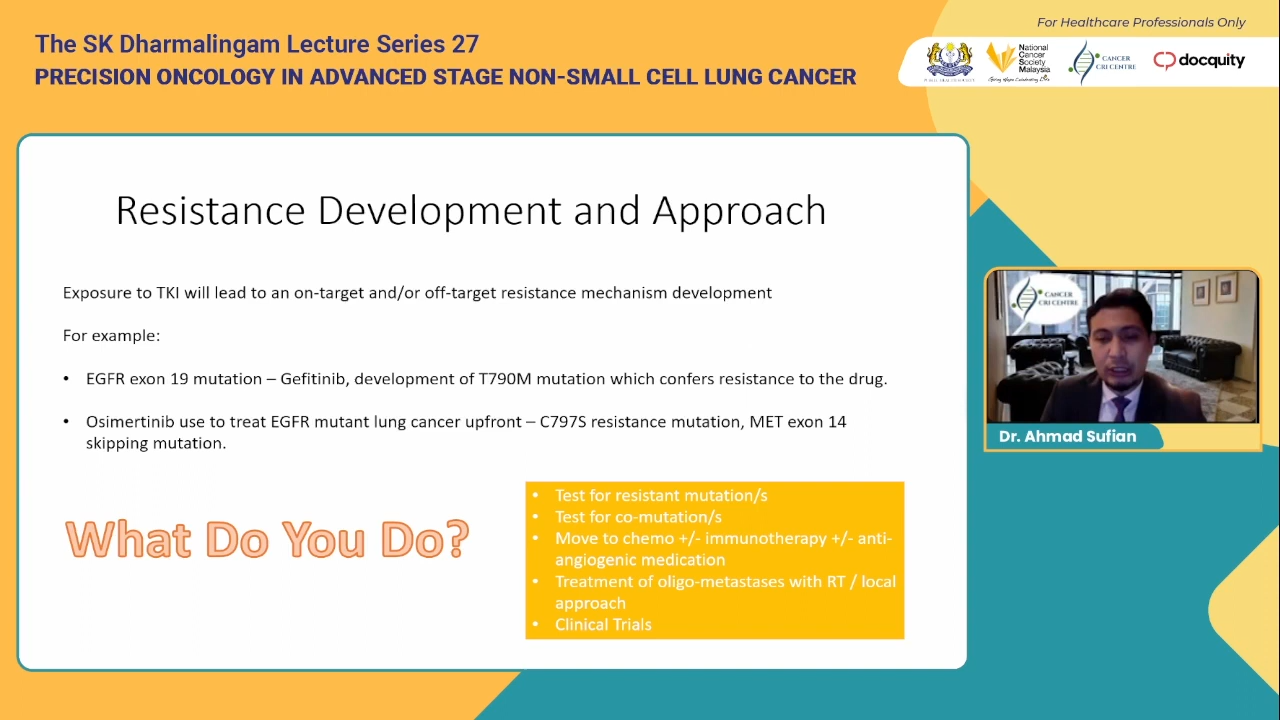 For Healthcare Professionals Only
The SK Dharmalingam Lecture Series 27
PRECISION ONCOLOGY IN ADVANCED STAGE NON-SMALL CELL LUNG CANCER
National
Cancer
Society
Malaysia
CANCER
CRI CENTRE
docquity
Resistance Development and Approach
Exposure to TKI will lead to an on-target and/or off-target resistance mechanism development
For example:
• EGFR exon 19 mutation – Gefitinib, development of T790M mutation which confers resistance to the drug.
• Osimertinib use to treat EGFR mutant lung cancer upfront – C797S resistance mutation, MET exon 14
skipping mutation.
What Do You Do?
• Test for resistant mutation/s
• Test for co-mutation/s
• Move to chemo +/- immunotherapy +/- anti-
angiogenic medication
• Treatment of oligo-metastases with RT / local
approach
• Clinical Trials
CANCER
CRI CENTRE
Dr. Ahmad Sufian